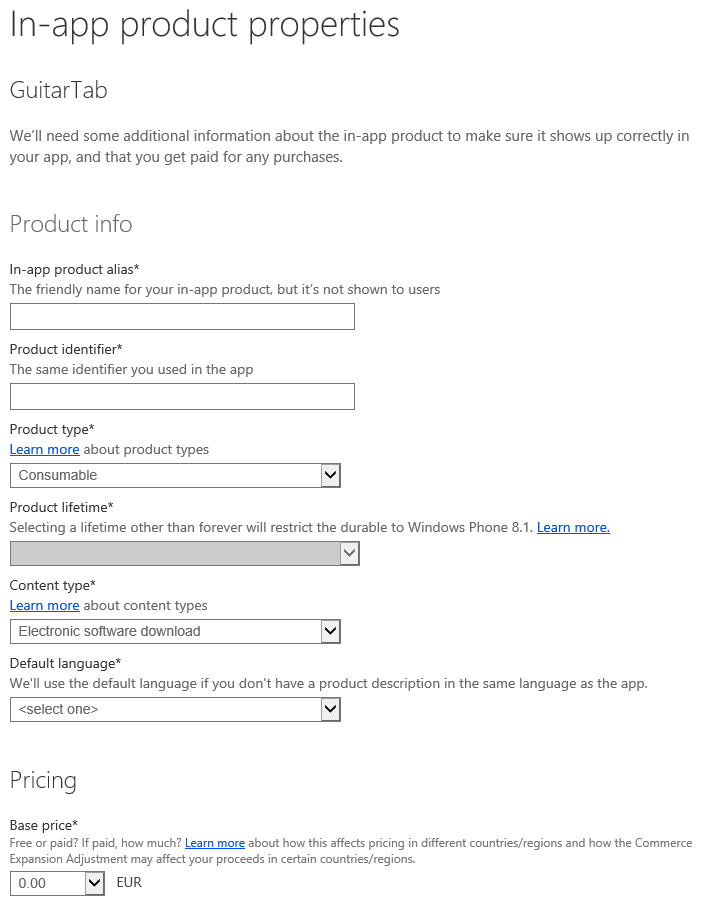 In-app product properties
GuitarTab
We’ll need some additional information about the in-app product to make sure it shows up correctly in
your app, and that you get paid for any purchases.
Product info
In-app product alias*
The friendly name for your in-app product, but it’s not shown to users
Product identifier*
The same identifier you used in the app
Product type*
Learn more about product types
Consumable
Product lifetime*
Selecting a lifetime other than forever will restrict the durable to Windows Phone 8.1. Learn more.
Content type*
Learn more about content types
Electronic software download
Default language*
We'll use the default language if you don't have a product description in the same language as the app.
<select one>
Pricing
Base price*
Free or paid? If paid, how much? Learn more about how this affects pricing in different countries/regions and how the Commerce
Expansion Adjustment may affect your proceeds in certain countries/regions.
0.00 EUR